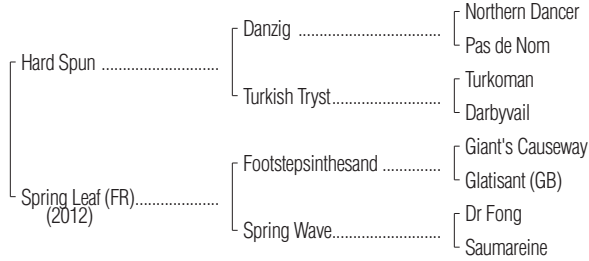 Northern Dancer
Danzig ..................................
Pas de Nom
Hard Spun ............................
Turkoman
Turkish Tryst..........................
Darbyvail
Giant's Causeway
Footstepsinthesand ..............
Glatisant (GB)
Spring Leaf (FR)....................
(2012)
Dr Fong
Spring Wave..........................
Saumareine